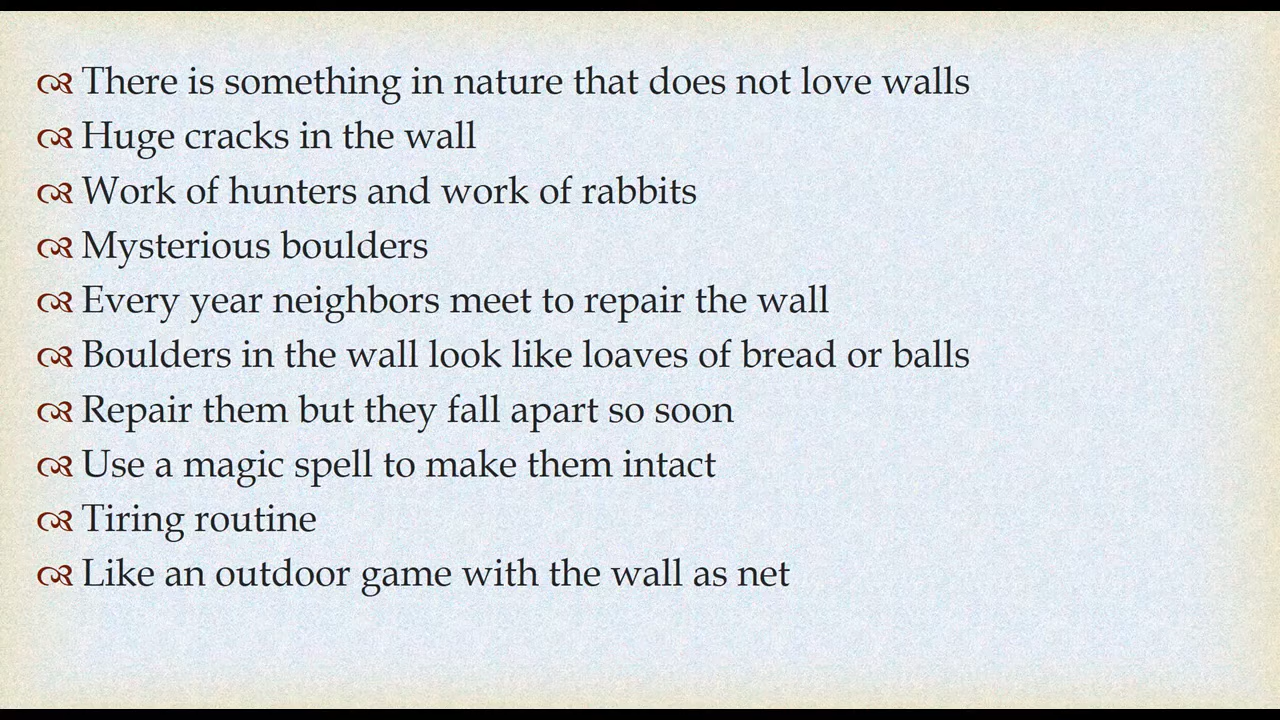 There is something in nature that does not love walls
Huge cracks in the wall
Work of hunters and work of rabbits
Mysterious boulders
Every year neighbors meet to repair the wall
Boulders in the wall look like loaves of bread or balls
Repair them but they fall apart so soon
Use a magic spell to make them intact
Tiring routine
Like an outdoor game with the wall as net